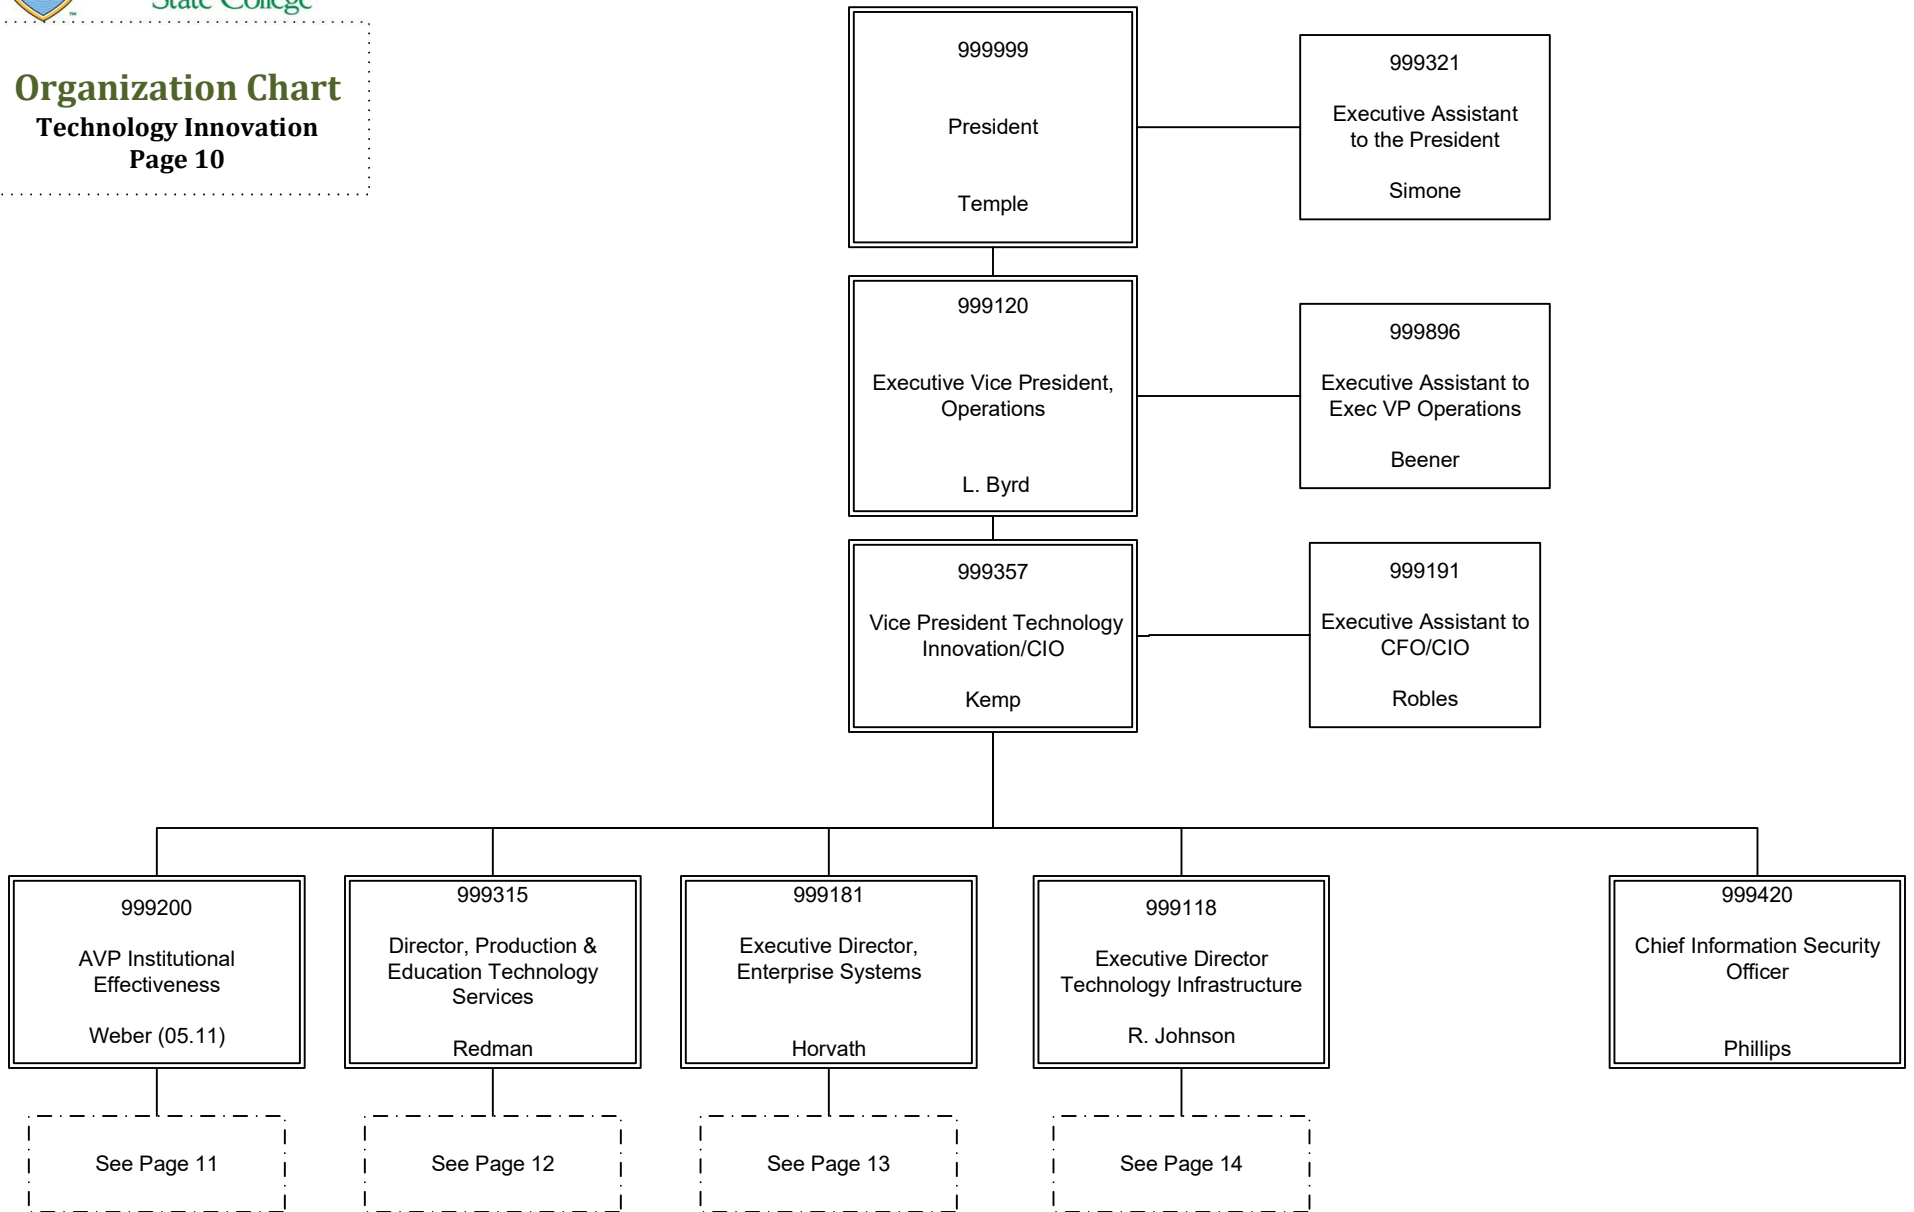 State College
Organization Chart
Technology Innovation
Page 10
999999
President
Temple
999321
Executive Assistant
to the President
Simone
999120
Executive Vice President,
Operations
L. Byrd
999896
Executive Assistant to
Exec VP Operations
Beener
999357
Vice President Technology
Innovation/CIO
Kemp
999191
Executive Assistant to
CFO/CIO
Robles
999200
AVP Institutional
Effectiveness
Weber (05.11)
999315
Director, Production &
Education Technology
Services
Redman
999181
Executive Director,
Enterprise Systems
Horvath
999118
Executive Director
Technology Infrastructure
R. Johnson
999420
Chief Information Security
Officer
Phillips
See Page 11
See Page 12
See Page 13
See Page 14